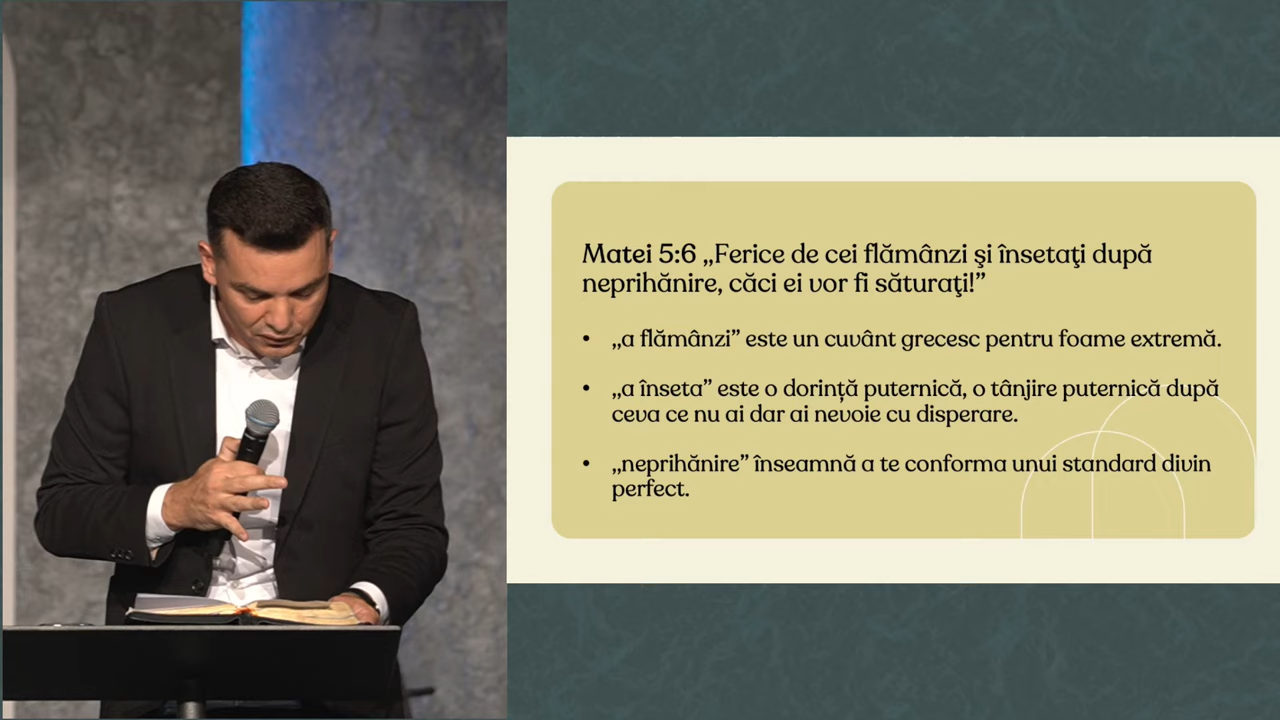 Matei 5:6 „Ferice de cei flămânzi şi însetaţi după
neprihănire, căci ei vor fi săturaţi!”
• „a flămânzi” este un cuvânt grecesc pentru foame extremă.
• „a înseta” este o dorință puternică, o tânjire puternică după
ceva ce nu ai dar ai nevoie cu disperare.
• „neprihănire” înseamnă a te conforma unui standard divin
perfect.